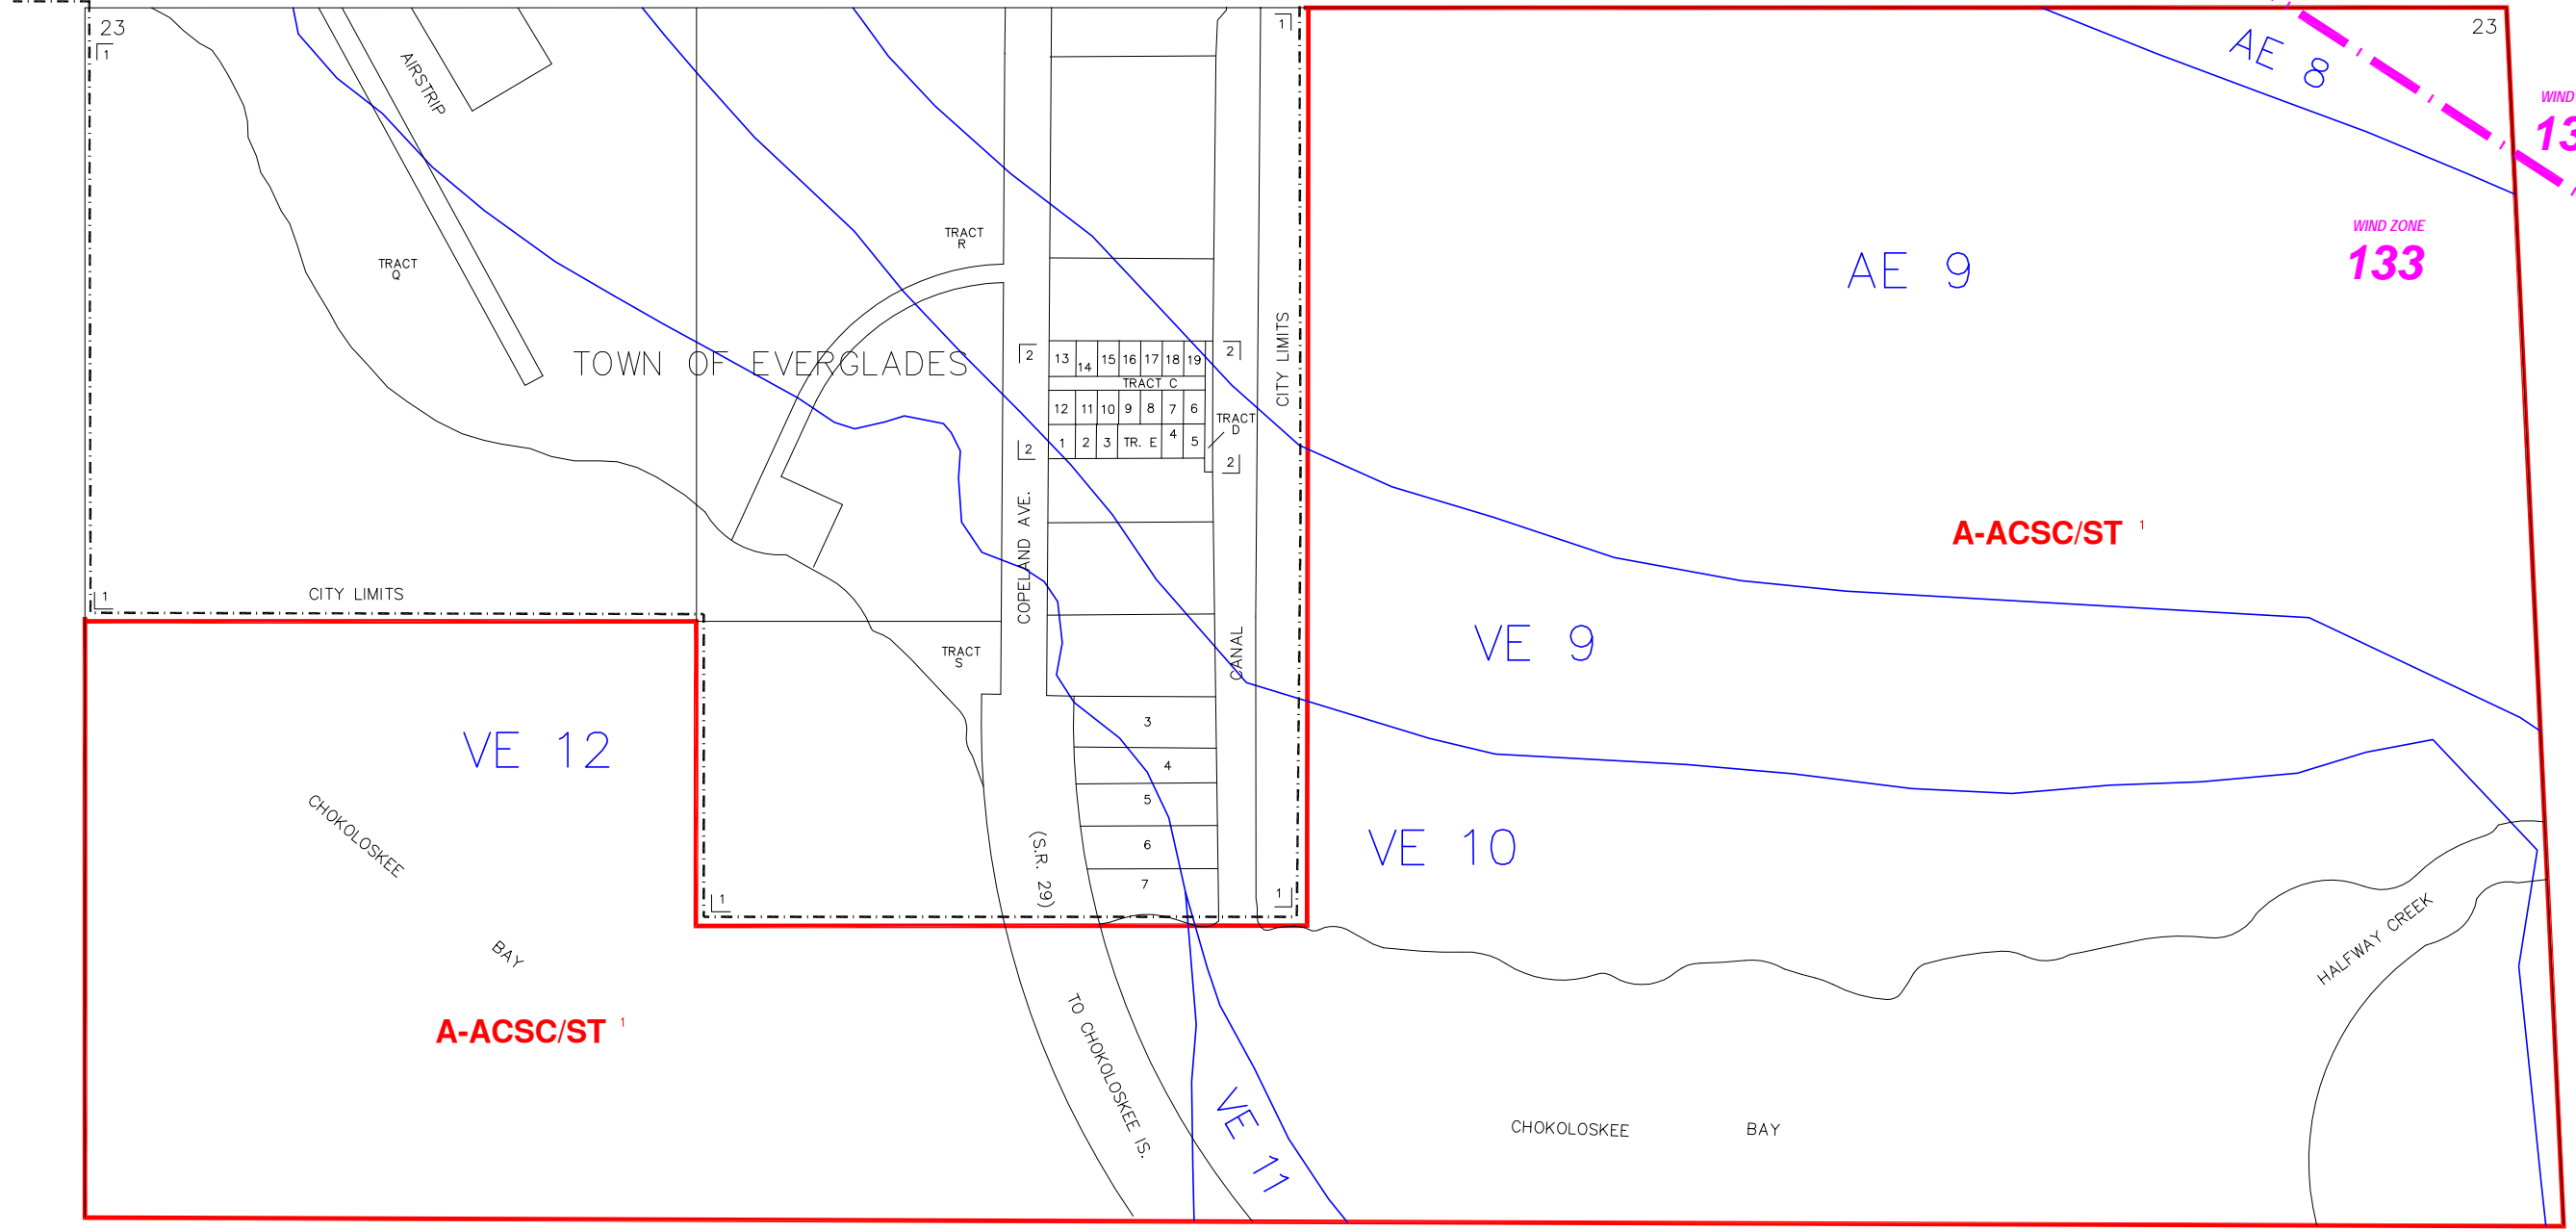 23
1
AIRSTRIP
1
23
AE 8
WIND
13
TRACT
R
TRACT
Q
WIND ZONE
133
AE 9
CITY LIMITS
TOWN OF EVERGLADES
2
13 14 15 16 17 18 19
2
TRACT C
12 11 10 9 8 7 6
TRACT
D
1 2 3 TR. E 4 5
2
2
COPELAND AVE.
A-ACSC/ST 1
1
CITY LIMITS
CANAL
TRACT
S
VE 9
3
VE 12
4
5
CHOKOLOSKEE
6
(S.R. 29)
VE 10
7
1
1
BAY
HALFWAY CREEK
A-ACSC/ST 1
TO CHOKOLOSKEE IS.
VE 11
CHOKOLOSKEE BAY